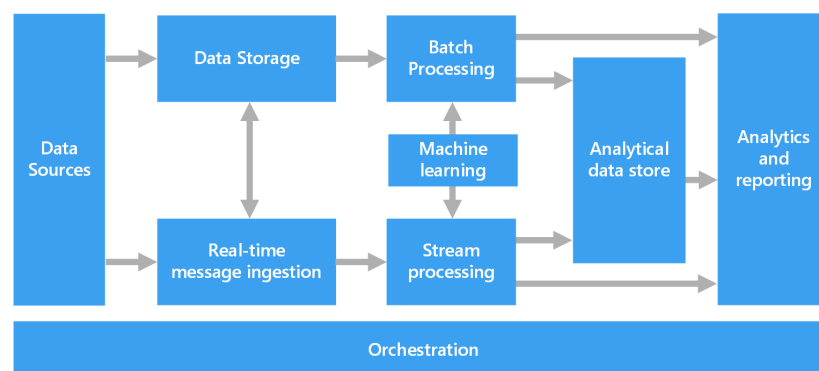 Data
Sources
Data Storage
Real-time
message ingestion
Batch
Processing
Machine
learning
Stream
processing
Analytical
data store
Analytics
and
reporting
Orchestration